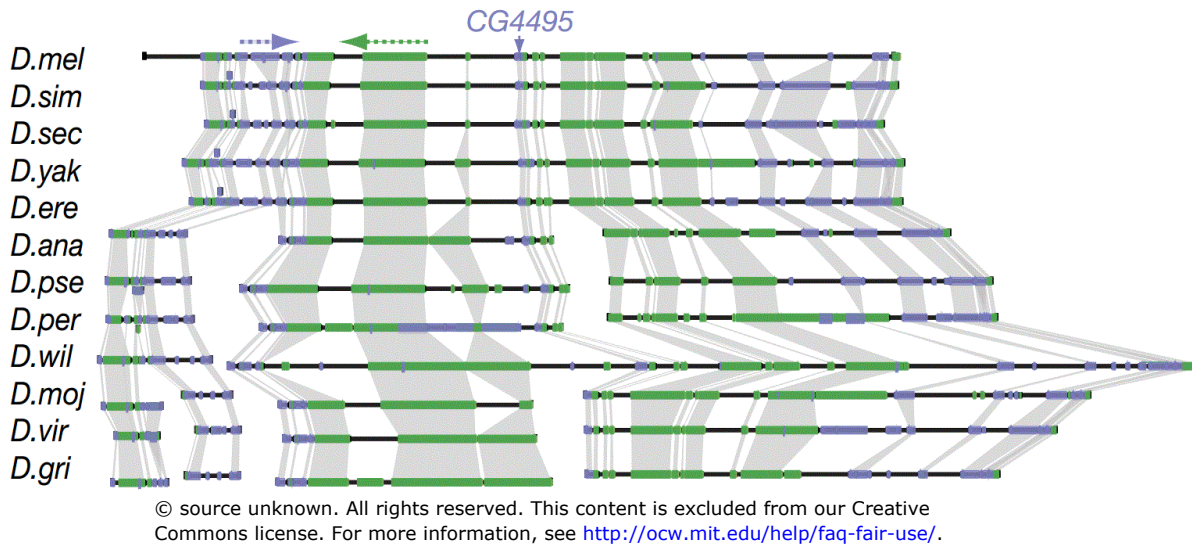 CG4495
D.mel
D.sim
D.sec
D.yak
D.ere
D.ana
D.pse
D.per
D.wil
D.moj
D.vir
D.gri
© source unknown. All rights reserved. This content is excluded from our Creative
Commons license. For more information, see http://ocw.mit.edu/help/faq-fair-use/.